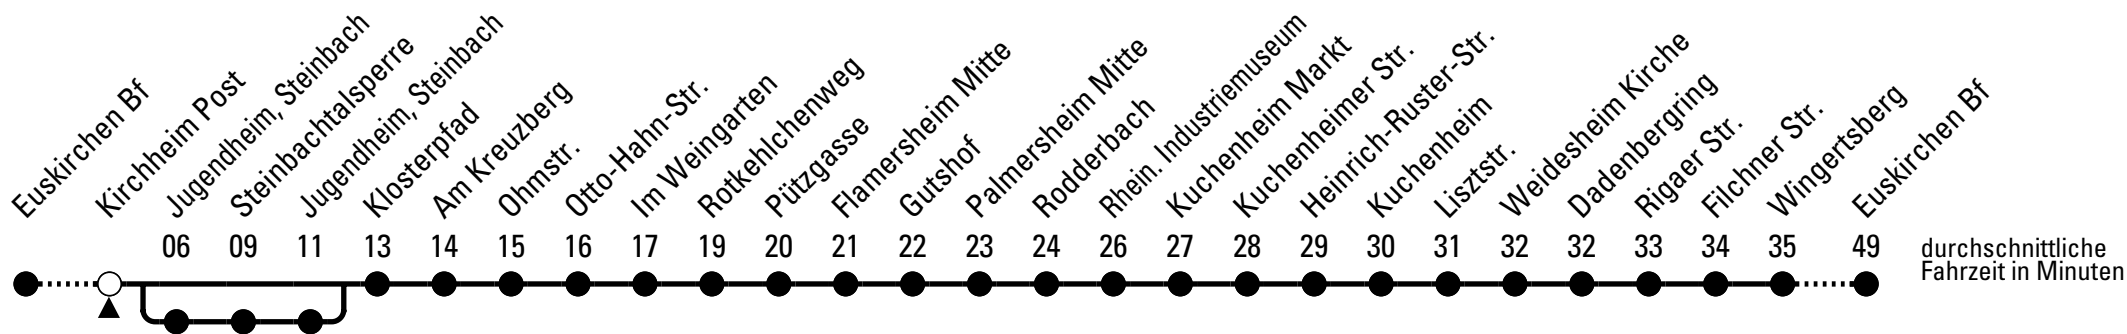 Euskirchen Bf
Kirchheim Post
Jugendheim, Steinbach
Steinbachtalsperre
Jugendheim, Steinbach
Klosterpfad
Am Kreuzberg
Ohmstr.
Otto-Hahn-Str.
Im Weingarten
Rotkehlchenweg
Pützgasse
Flamersheim Mitte
Gutshof
Palmersheim Mitte
Rodderbach
Rhein. Industriemuseum
Kuchenheim Markt
Kuchenheimer Str.
Heinrich-Ruster-Str.
Kuchenheim
Lisztstr.
Weidesheim Kirche
Dadenbergring
Rigaer Str.
Filchner Str.
Wingertsberg
Euskirchen Bf
06 09 11 13 14 15 16 17 19 20 21 22 23 24 26 27 28 29 30 31 32 32 33 34 35 49
durchschnittliche
Fahrzeit in Minuten